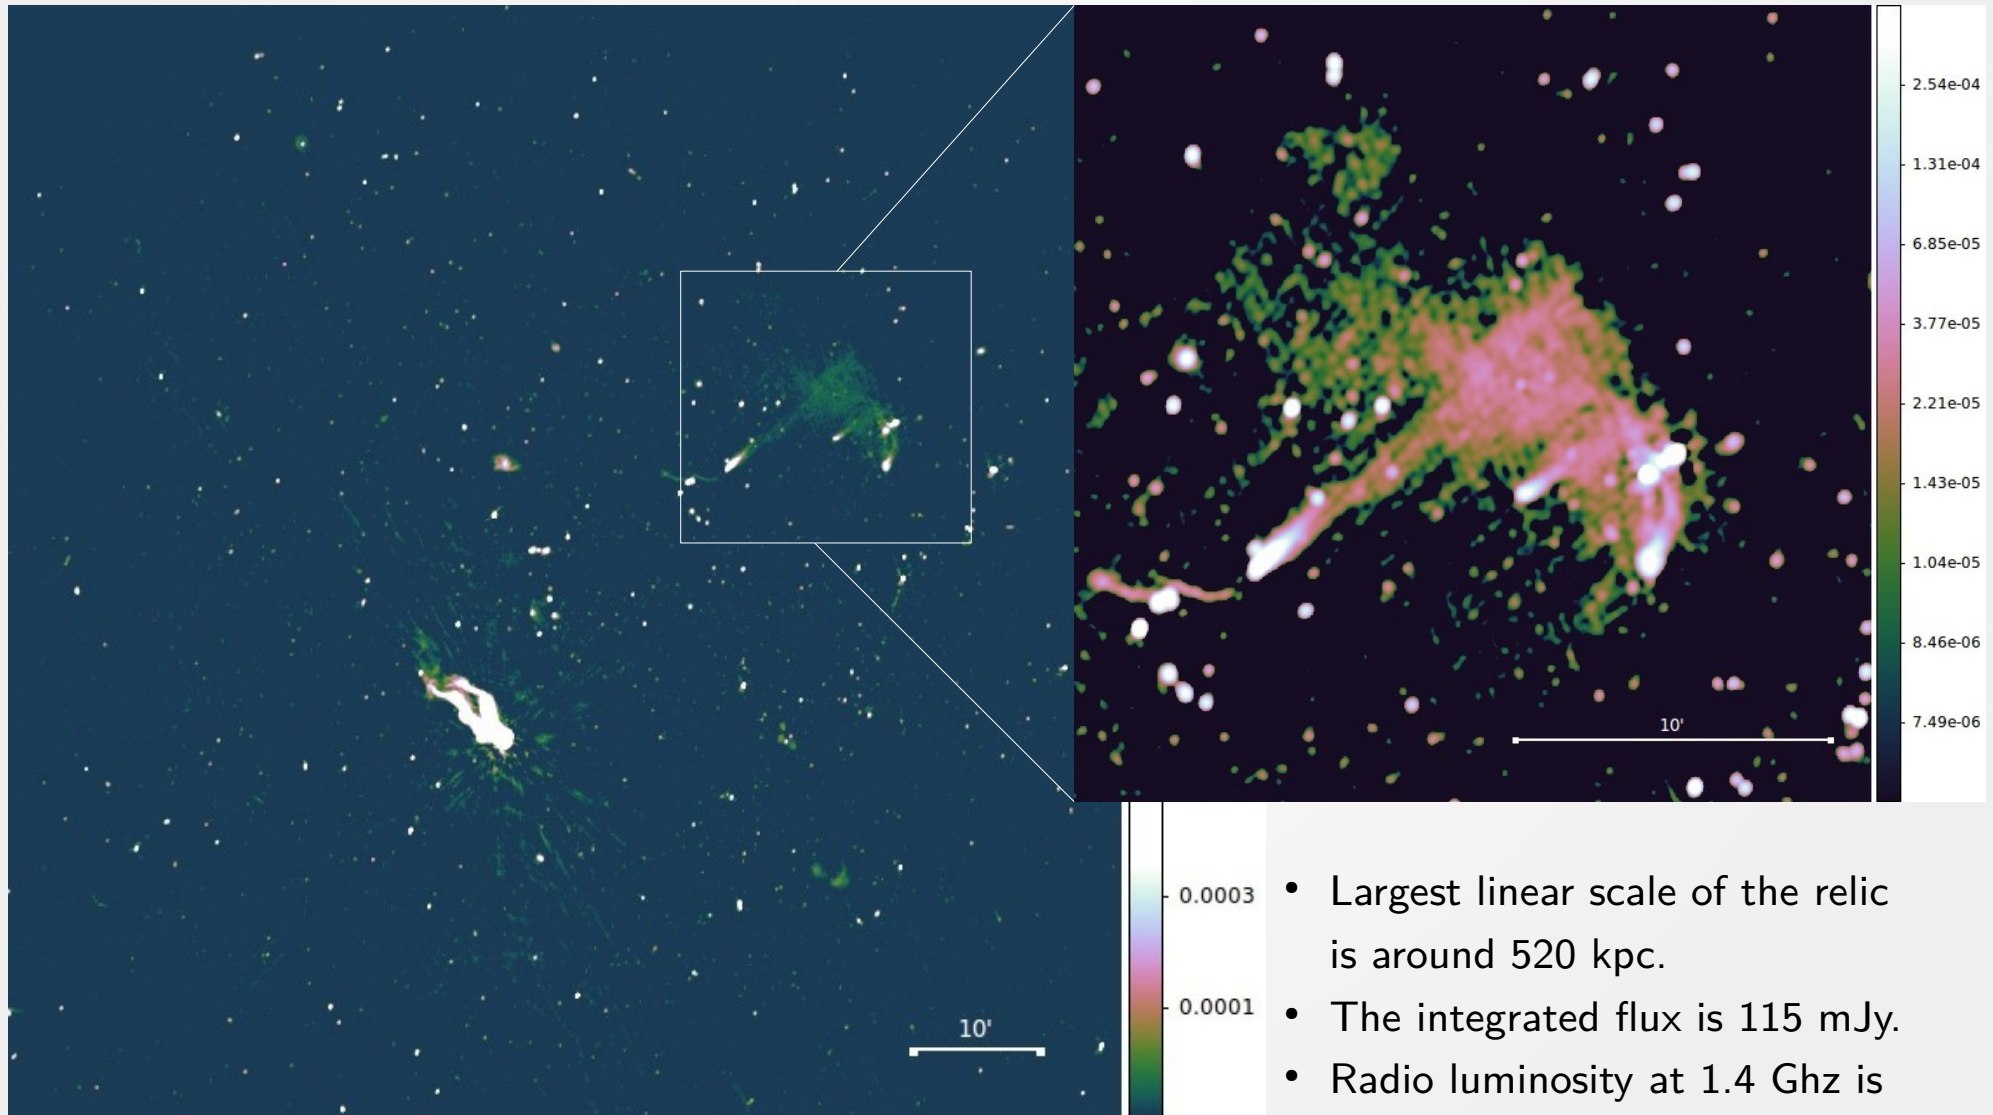 2.54e-04
1.31e-04
6.85e-05
3.77e-05
2.21e-05
1.43e-05
1.04e-05
8.46e-06
7.49e-06
10'
0.0003
0.0001
10'
• Largest linear scale of the relic
is around 520 kpc.
• The integrated flux is 115 mJy.
• Radio luminosity at 1.4 Ghz is